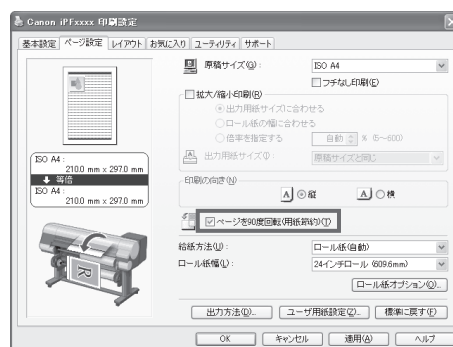 Canon iPFxxxx 印刷設定
基本設定 ページ設定 レイアウト お気に入り ユーティリティ サポート
原稿サイズ(Q): ISO A4
フチなし印刷(E)
拡大/縮小印刷(R)
出力用紙サイズに合わせる
ロール紙の幅に合わせる
倍率を指定する 自動 % (5~600)
出力用紙サイズ(I): 原稿サイズと同じ
ISO A4 :
210.0 mm x 297.0 mm
等倍
ISO A4 :
210.0 mm x 297.0 mm
印刷の向き(N)
A 縦 A 横
ページを90度回転(用紙節約)(T)
給紙方法(U): ロール紙(自動)
ロール紙幅(L): 24インチロール (609.6mm)
ロール紙オプション(O)...
出力方法(D)... ユーザ用紙設定(Z)... 標準に戻す(F)
OK キャンセル 適用(A) ヘルプ